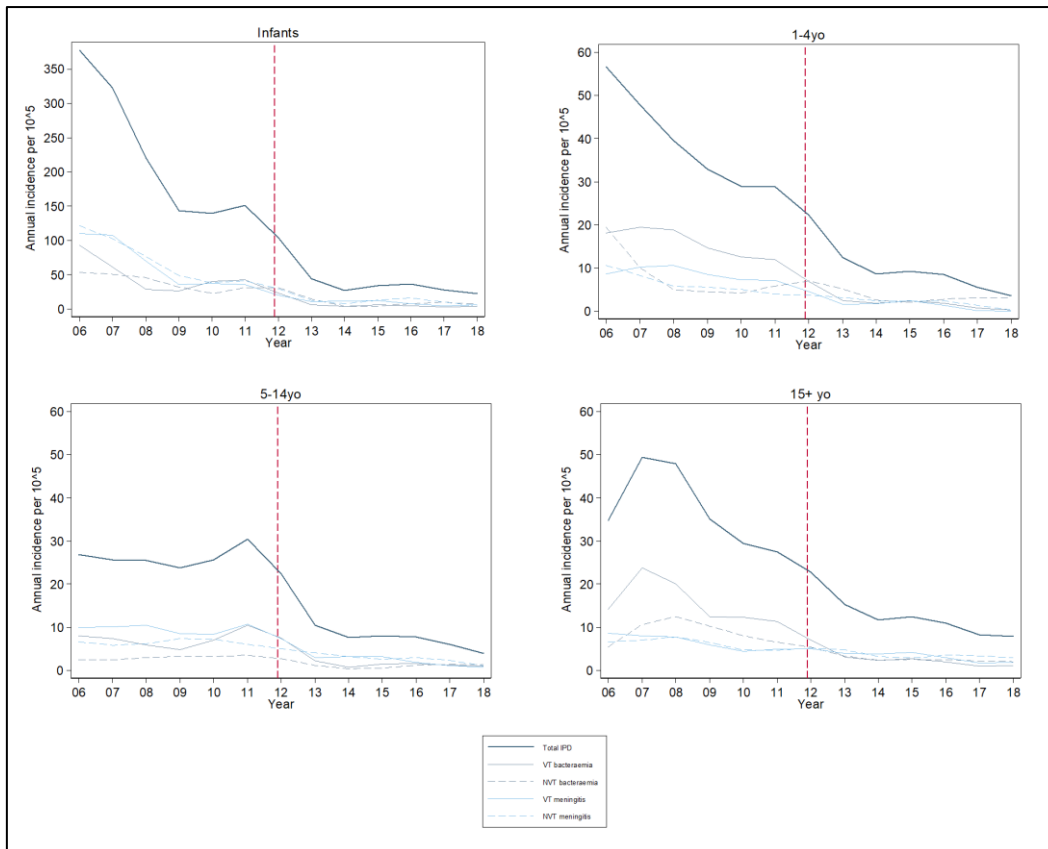 Infants
Annual incidence per 10^5
350
300
250
200
150
100
50
0
06 07 08 09 10 11 12 13 14 15 16 17 18
Year
1-4yo
Annual incidence per 10^5
60
50
40
30
20
10
0
06 07 08 09 10 11 12 13 14 15 16 17 18
Year
5-14yo
Annual incidence per 10^5
60
50
40
30
20
10
0
06 07 08 09 10 11 12 13 14 15 16 17 18
Year
15+ yo
Annual incidence per 10^5
60
50
40
30
20
10
0
06 07 08 09 10 11 12 13 14 15 16 17 18
Year
Total IPD
VT bacteraemia
NVT bacteraemia
VT meningitis
NVT meningitis